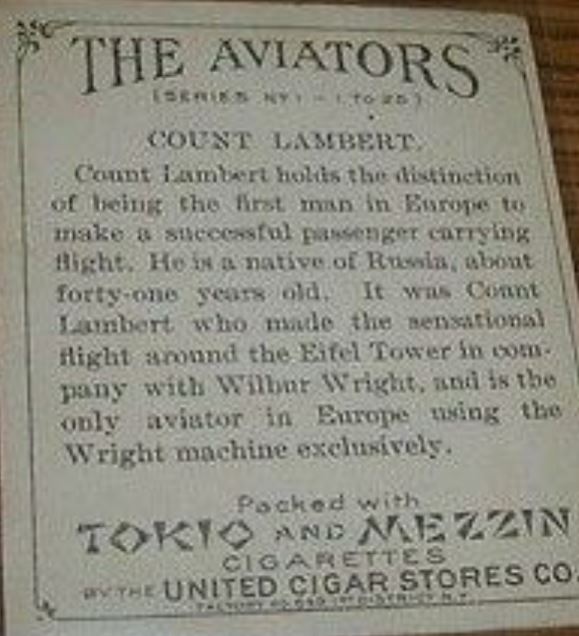 THE AVIATORS
(SERIES Nº 1 - 1 TO 25)
COUNT LAMBERT.
Count Lambert holds the distinction
of being the first man in Europe to
make a successful passenger carrying
flight. He is a native of Russia, about
forty-one years old. It was Count
Lambert who made the sensational
flight around the Eifel Tower in com-
pany with Wilbur Wright, and is the
only aviator in Europe using the
Wright machine exclusively.
Packed with
TOKIO AND MEZZIN
CIGARETTES
BY THE UNITED CIGAR STORES CO.
FACTORY NO. DISTRICT N.Y.